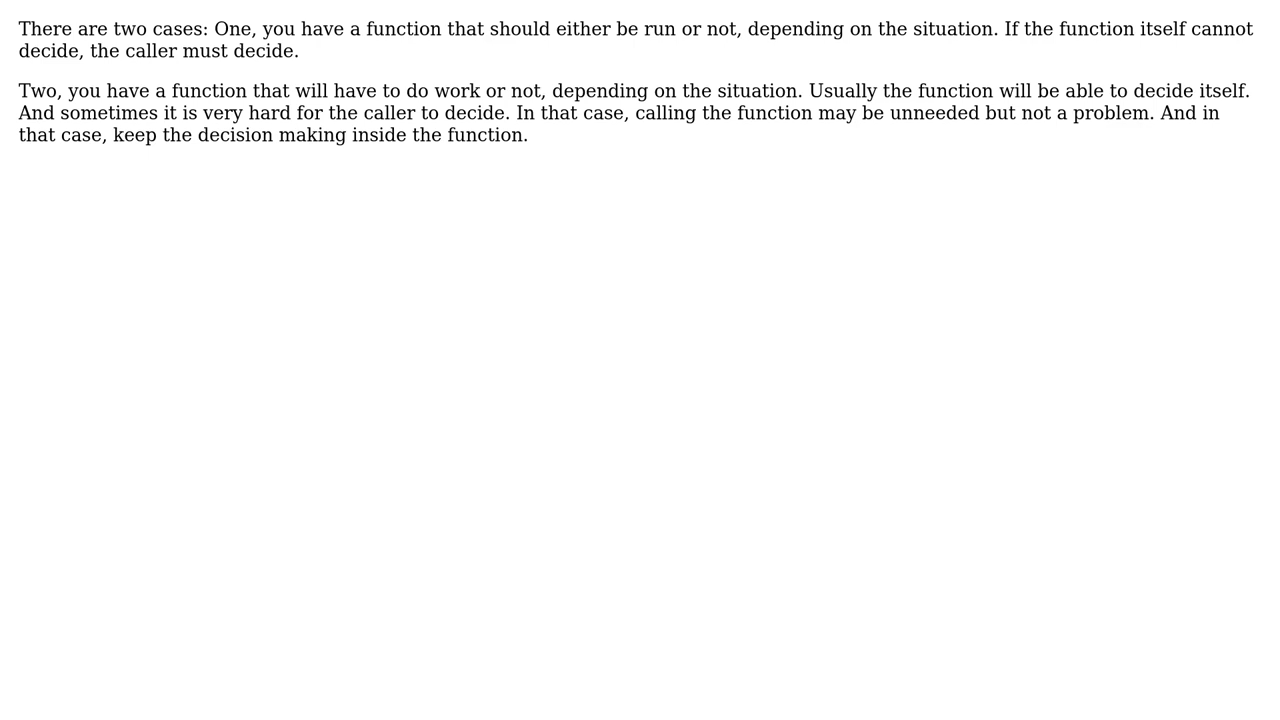 There are two cases: One, you have a function that should either be run or not, depending on the situation. If the function itself cannot
decide, the caller must decide.
Two, you have a function that will have to do work or not, depending on the situation. Usually the function will be able to decide itself.
And sometimes it is very hard for the caller to decide. In that case, calling the function may be unneeded but not a problem. And in
that case, keep the decision making inside the function.